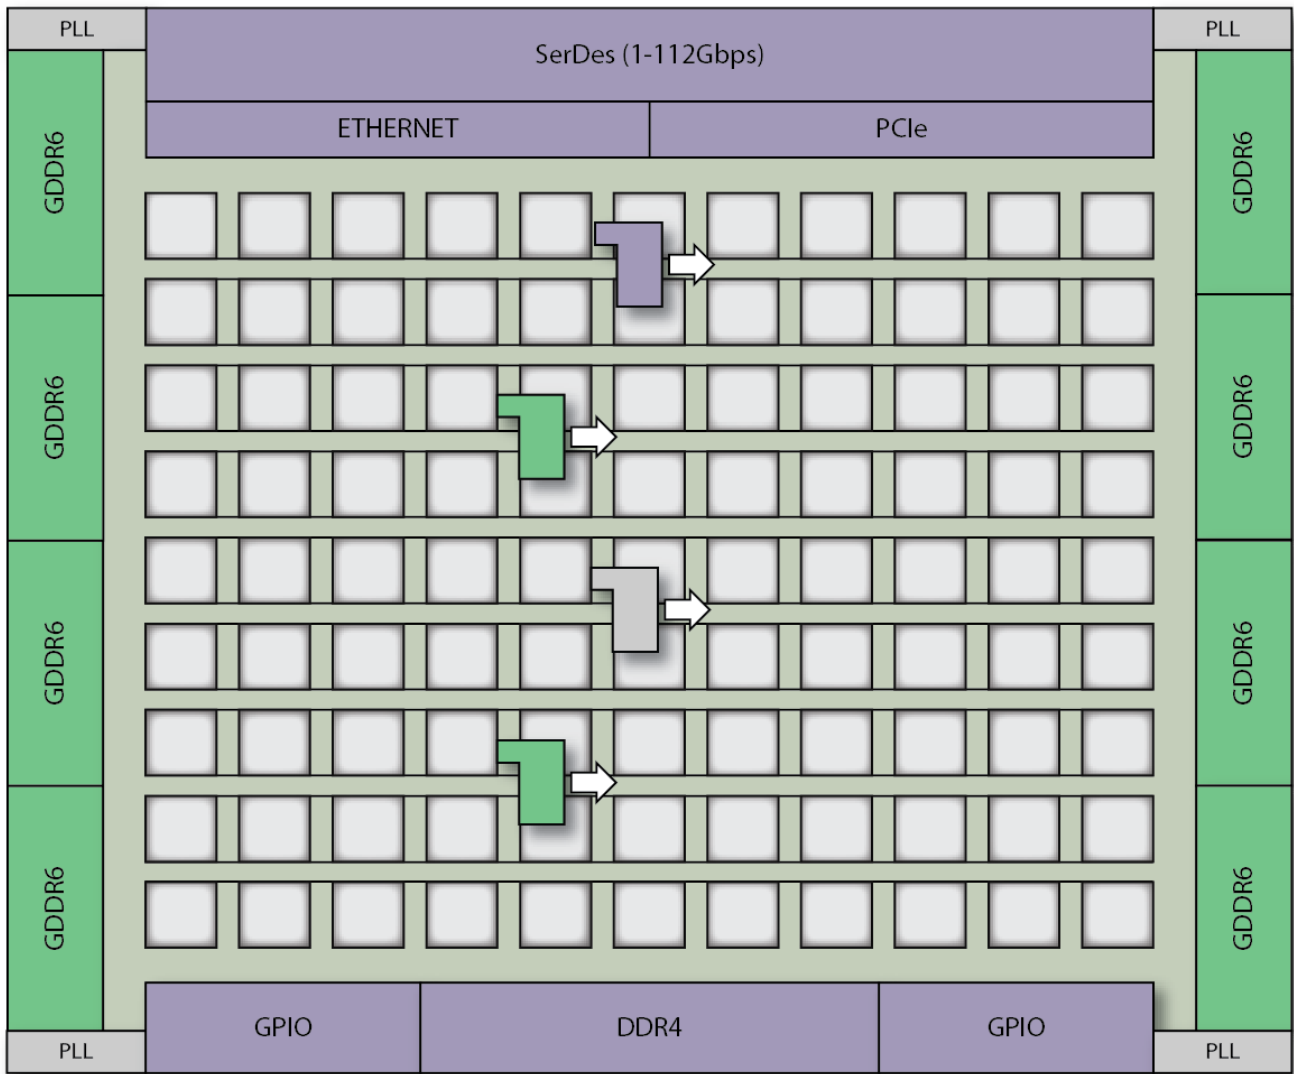 PLL
SerDes (1-112Gbps)
PLL
ETHERNET
PCIe
GDDR6
GDDR6
GDDR6
GDDR6
GDDR6
GDDR6
GDDR6
GDDR6
GPIO
DDR4
GPIO
PLL
PLL